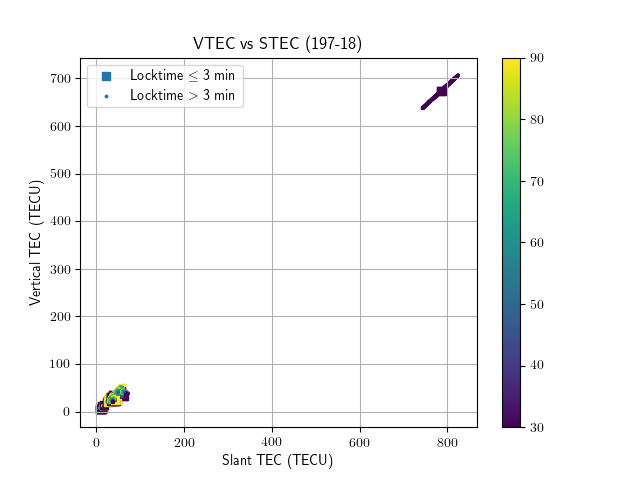 VTEC vs STEC (197-18)
Locktime ≤ 3 min
Locktime > 3 min
Vertical TEC (TECU)
700
600
500
400
300
200
100
0
0 200 400 600 800
Slant TEC (TECU)
90
80
70
60
50
40
30